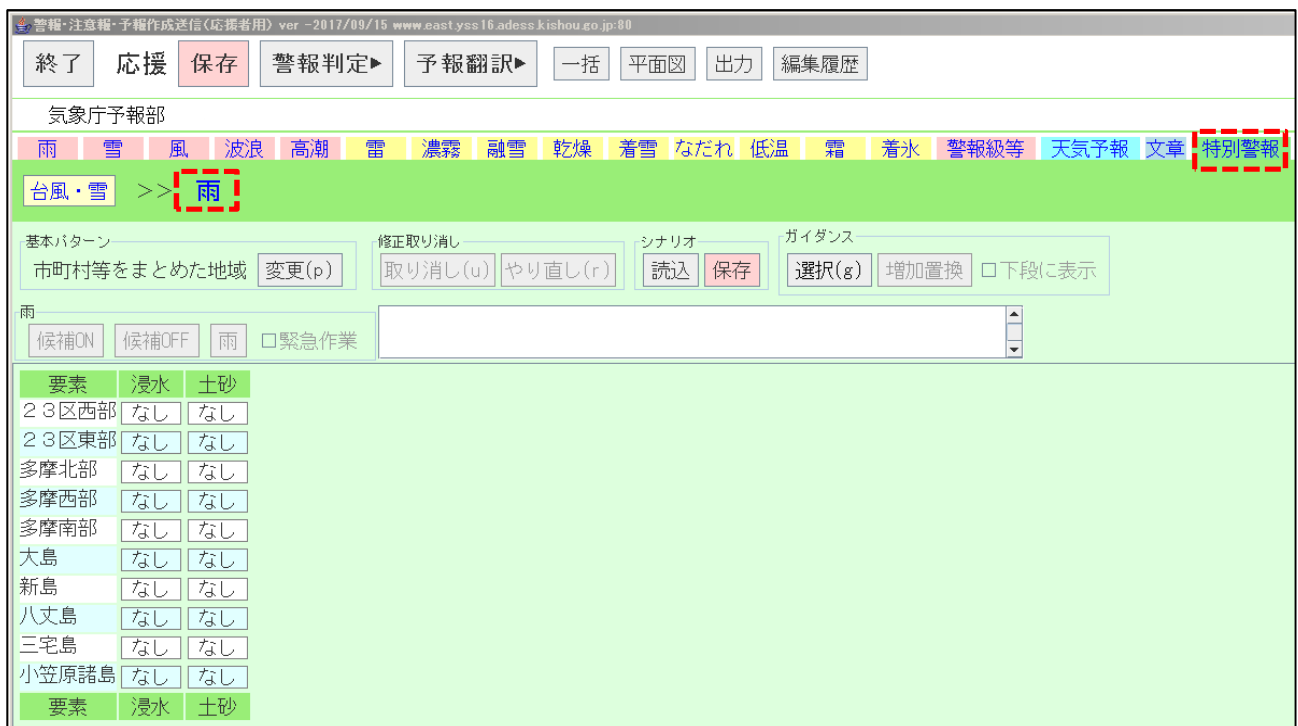 警報・注意報・予報作成送信(応援者用) ver -2017/09/15 www.east.yss16.adess.kishou.go.jp:80
終了 応援 保存 警報判定▶ 予報翻訳▶ 一括 平面図 出力 編集履歴
気象庁予報部
雨 雪 風 波浪 高潮 雷 濃霧 融雪 乾燥 着雪 なだれ 低温 霜 着氷 警報級等 天気予報 文章 特別警報
台風・雪 >> 雨
基本パターン 修正取り消し シナリオ ガイダンス
市町村等をまとめた地域 変更(p) 取り消し(u) やり直し(r) 読込 保存 選択(g) 増加置換 □下段に表示
雨
候補ON 候補OFF 雨 □緊急作業
要素 浸水 土砂
23区西部 なし なし
23区東部 なし なし
多摩北部 なし なし
多摩西部 なし なし
多摩南部 なし なし
大島 なし なし
新島 なし なし
八丈島 なし なし
三宅島 なし なし
小笠原諸島 なし なし
要素 浸水 土砂